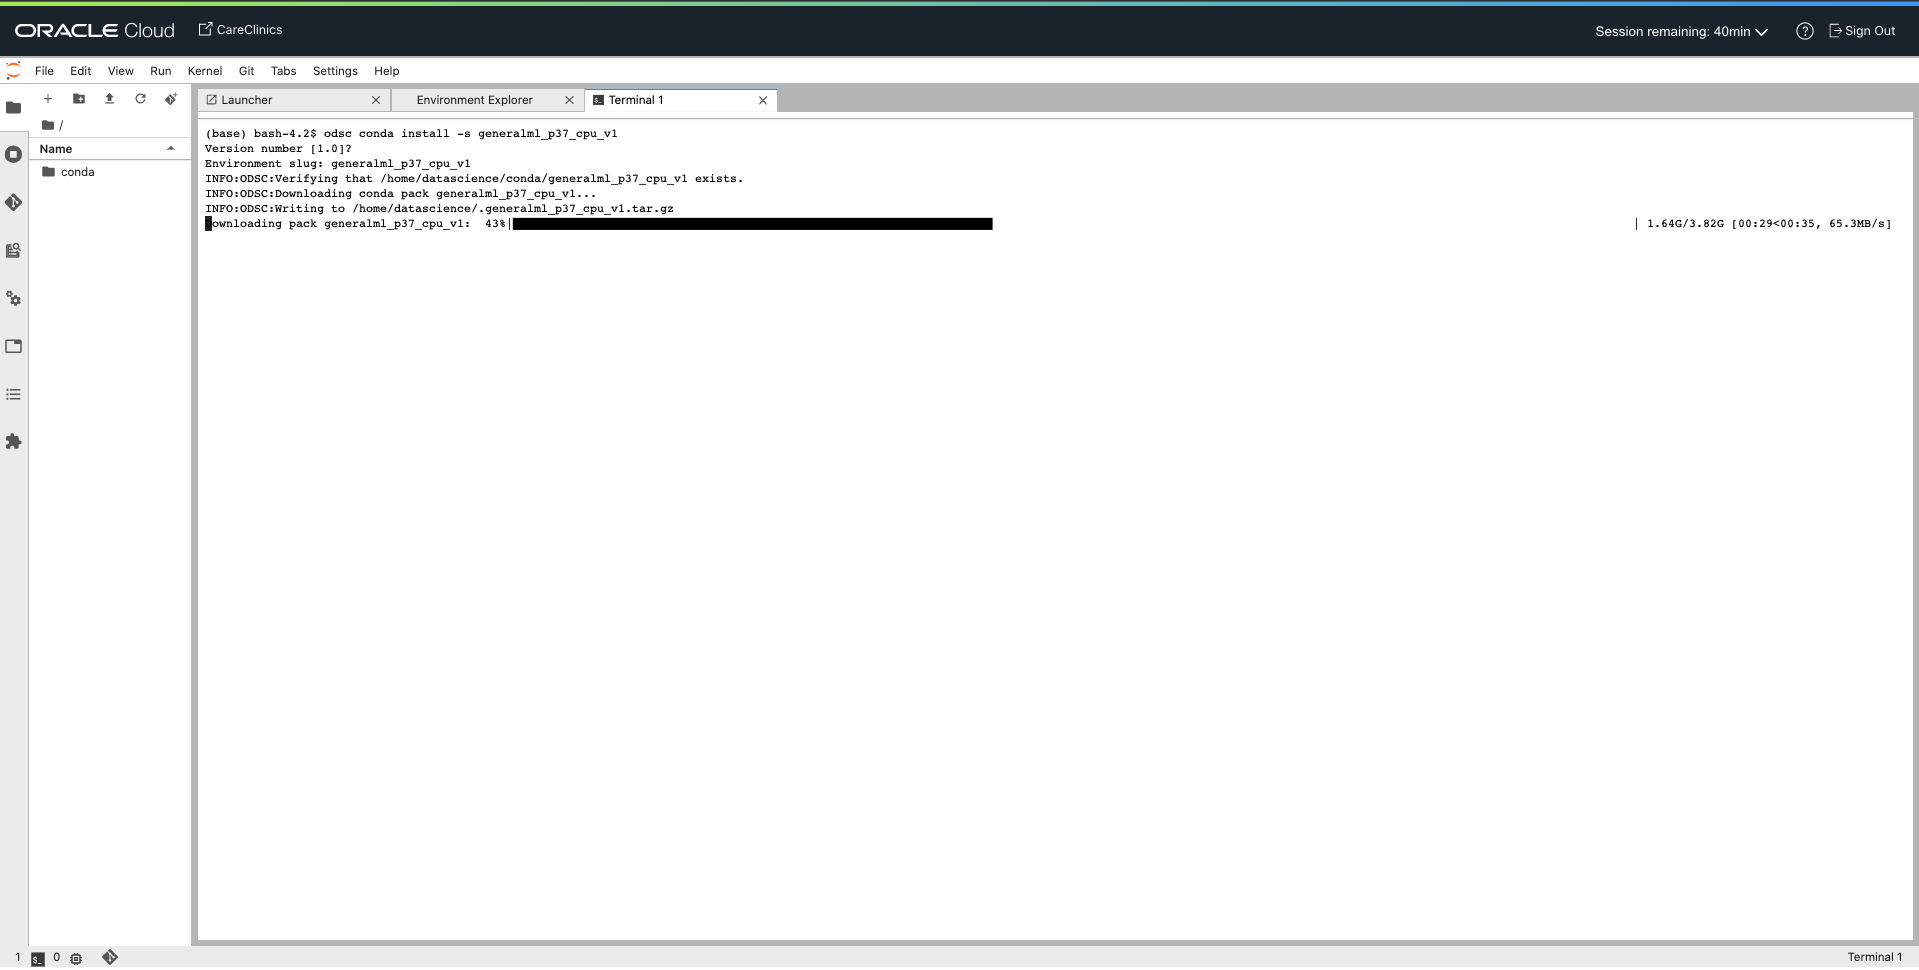 ORACLE Cloud
CareClinics
Session remaining: 40min
?
Sign Out
File Edit View Run Kernel Git Tabs Settings Help
Launcher
Environment Explorer
Terminal 1
/
Name
conda
(base) bash-4.2$ odsc conda install -s generalml_p37_cpu_v1
Version number [1.0]?
Environment slug: generalml_p37_cpu_v1
INFO:ODSC:Verifying that /home/datascience/conda/generalml_p37_cpu_v1 exists.
INFO:ODSC:Downloading conda pack generalml_p37_cpu_v1...
INFO:ODSC:Writing to /home/datascience/.generalml_p37_cpu_v1.tar.gz
Downloading pack generalml_p37_cpu_v1: 43%| | 1.64G/3.82G [00:29<00:35, 65.3MB/s]
1 $_ 0
Terminal 1